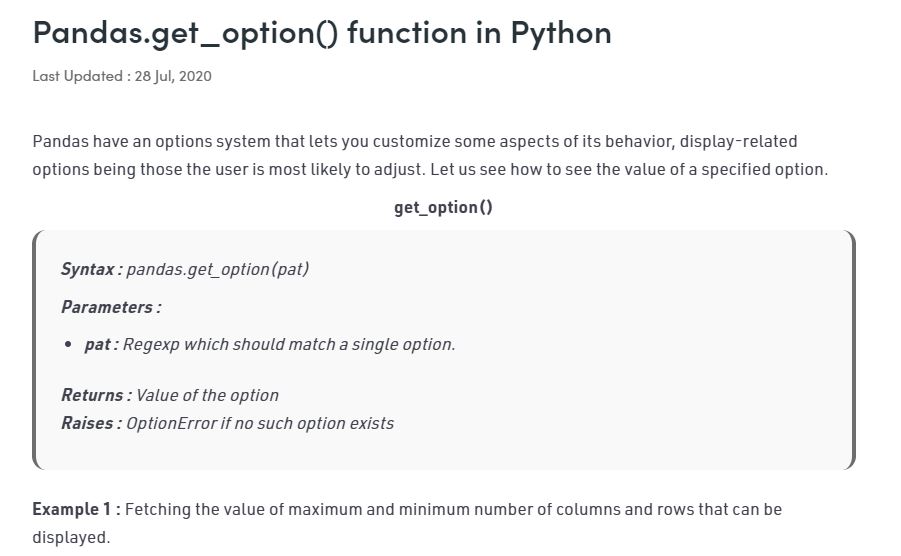 Pandas.get_option() function in Python
Last Updated : 28 Jul, 2020
Pandas have an options system that lets you customize some aspects of its behavior, display-related
options being those the user is most likely to adjust. Let us see how to see the value of a specified option.
get_option()
Syntax : pandas.get_option(pat)
Parameters :
• pat : Regexp which should match a single option.
Returns : Value of the option
Raises : OptionError if no such option exists
Example 1 : Fetching the value of maximum and minimum number of columns and rows that can be
displayed.